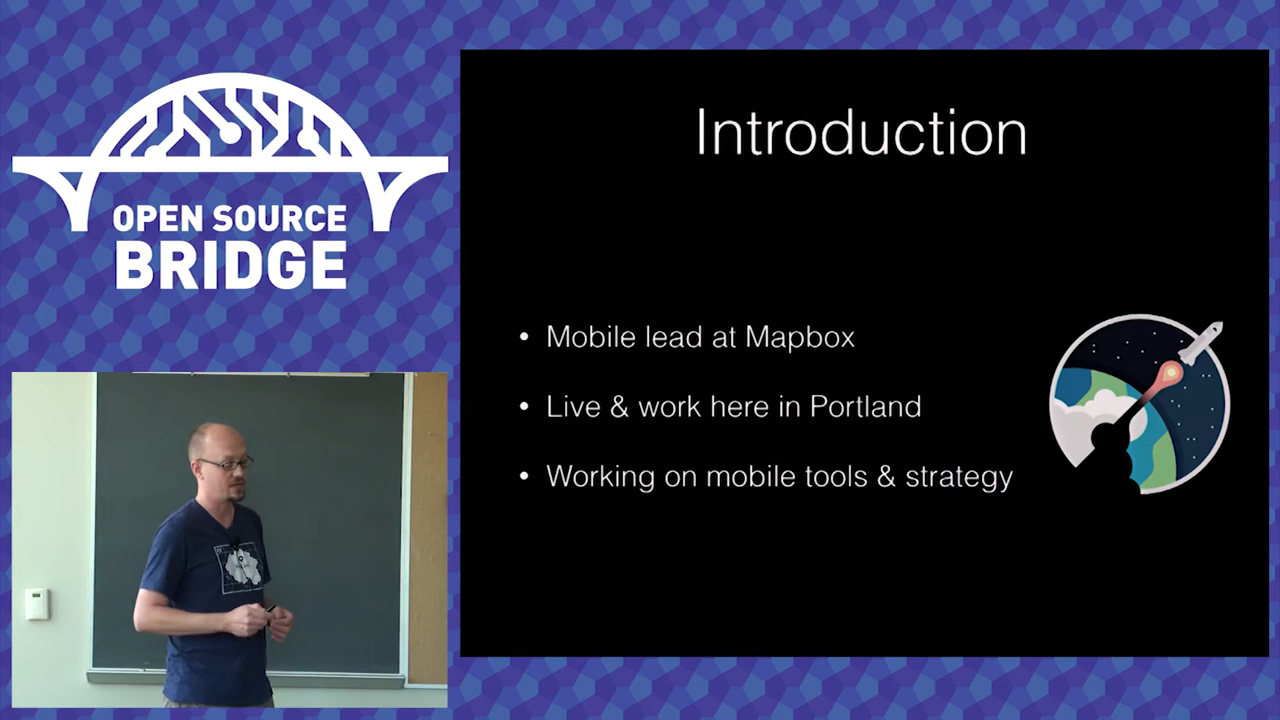 OPEN SOURCE
BRIDGE
Introduction
• Mobile lead at Mapbox
• Live & work here in Portland
• Working on mobile tools & strategy